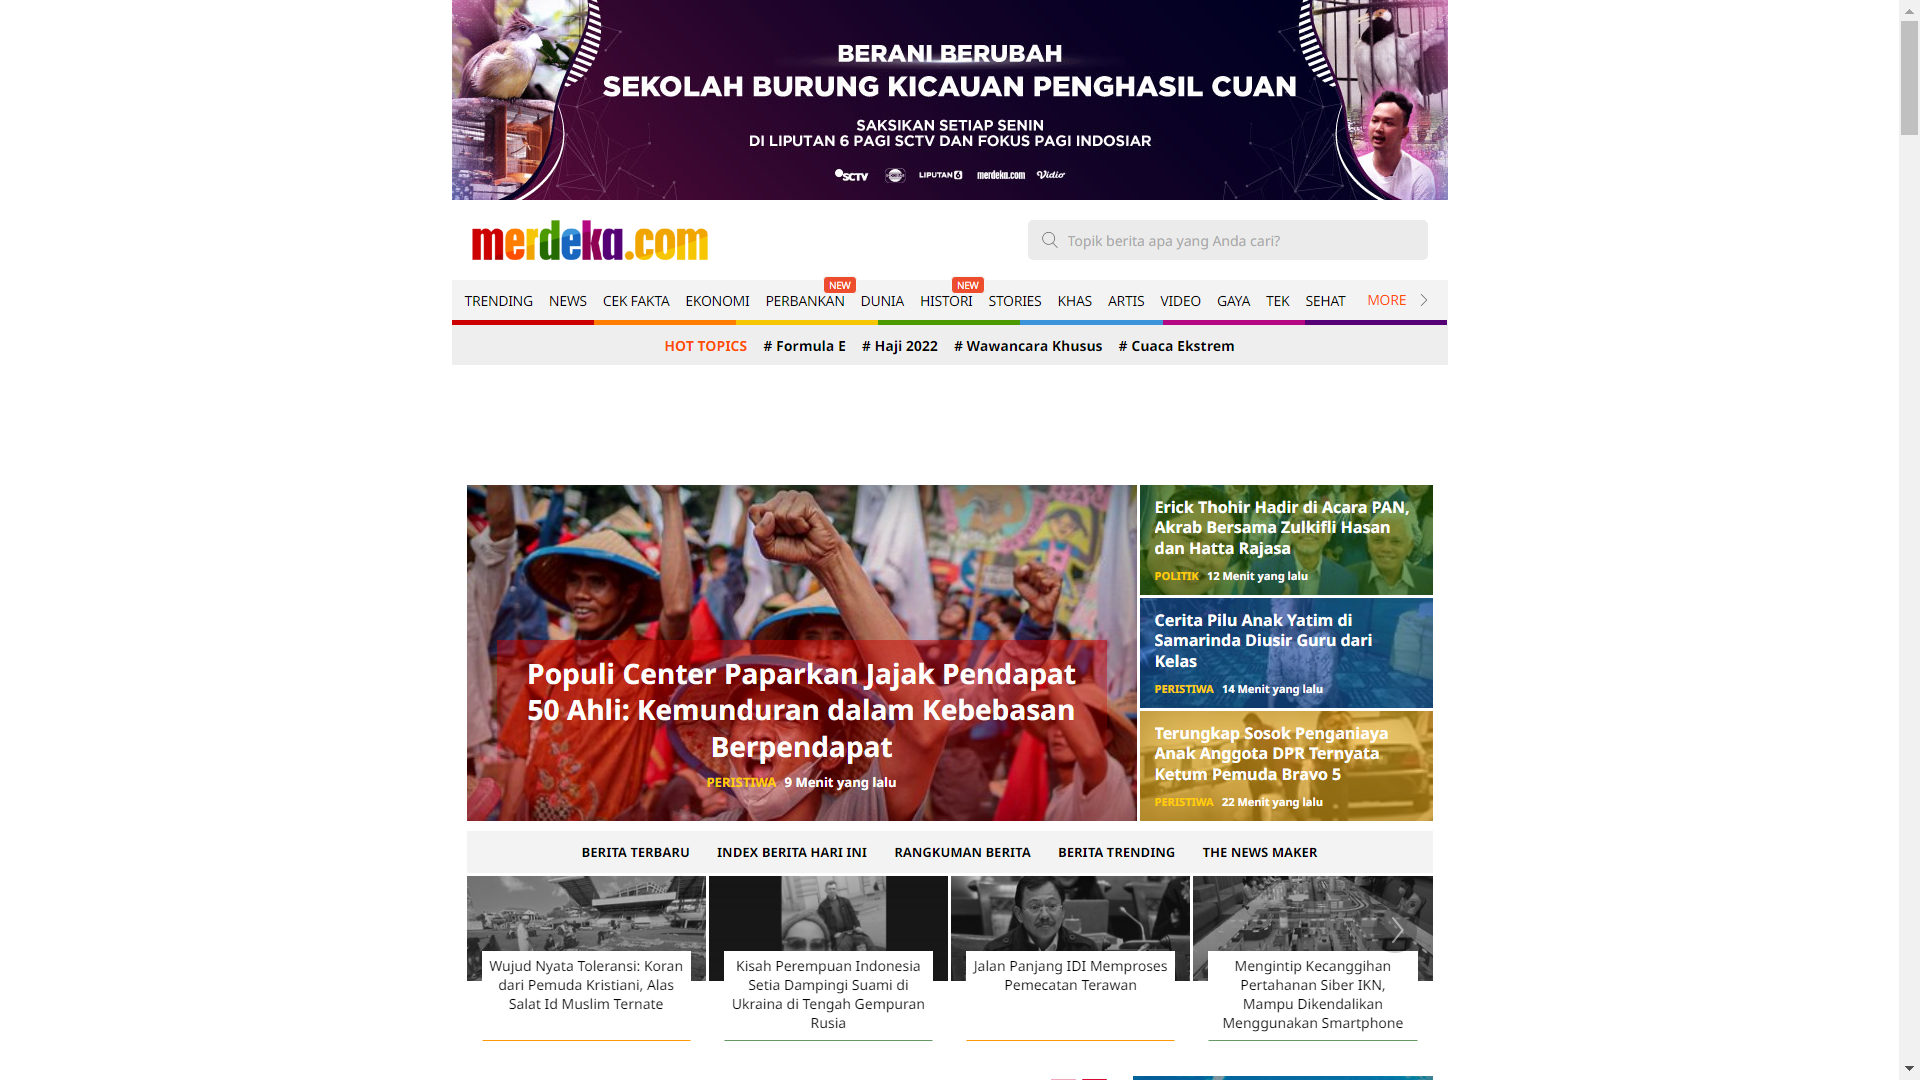 BERANI BERUBAH
SEKOLAH BURUNG KICAUAN PENGHASIL CUAN
SAKSIKAN SETIAP SENIN
DI LIPUTAN 6 PAGI SCTV DAN FOKUS PAGI INDOSIAR
SCTV LIPUTAN 6 merdeka.com Vidio
merdeka.com
Topik berita apa yang Anda cari?
NEW NEW
TRENDING NEWS CEK FAKTA EKONOMI PERBANKAN DUNIA HISTORI STORIES KHAS ARTIS VIDEO GAYA TEK SEHAT MORE
HOT TOPICS # Formula E # Haji 2022 # Wawancara Khusus # Cuaca Ekstrem
Populi Center Paparkan Jajak Pendapat
50 Ahli: Kemunduran dalam Kebebasan
Berpendapat
PERISTIWA 9 Menit yang lalu
Erick Thohir Hadir di Acara PAN,
Akrab Bersama Zulkifli Hasan
dan Hatta Rajasa
POLITIK 12 Menit yang lalu
Cerita Pilu Anak Yatim di
Samarinda Diusir Guru dari
Kelas
PERISTIWA 14 Menit yang lalu
Terungkap Sosok Penganiaya
Anak Anggota DPR Ternyata
Ketum Pemuda Bravo 5
PERISTIWA 22 Menit yang lalu
BERITA TERBARU INDEX BERITA HARI INI RANGKUMAN BERITA BERITA TRENDING THE NEWS MAKER
Wujud Nyata Toleransi: Koran
dari Pemuda Kristiani, Alas
Salat Id Muslim Ternate
Kisah Perempuan Indonesia
Setia Dampingi Suami di
Ukraina di Tengah Gempuran
Rusia
Jalan Panjang IDI Memproses
Pemecatan Terawan
Mengintip Kecanggihan
Pertahanan Siber IKN,
Mampu Dikendalikan
Menggunakan Smartphone